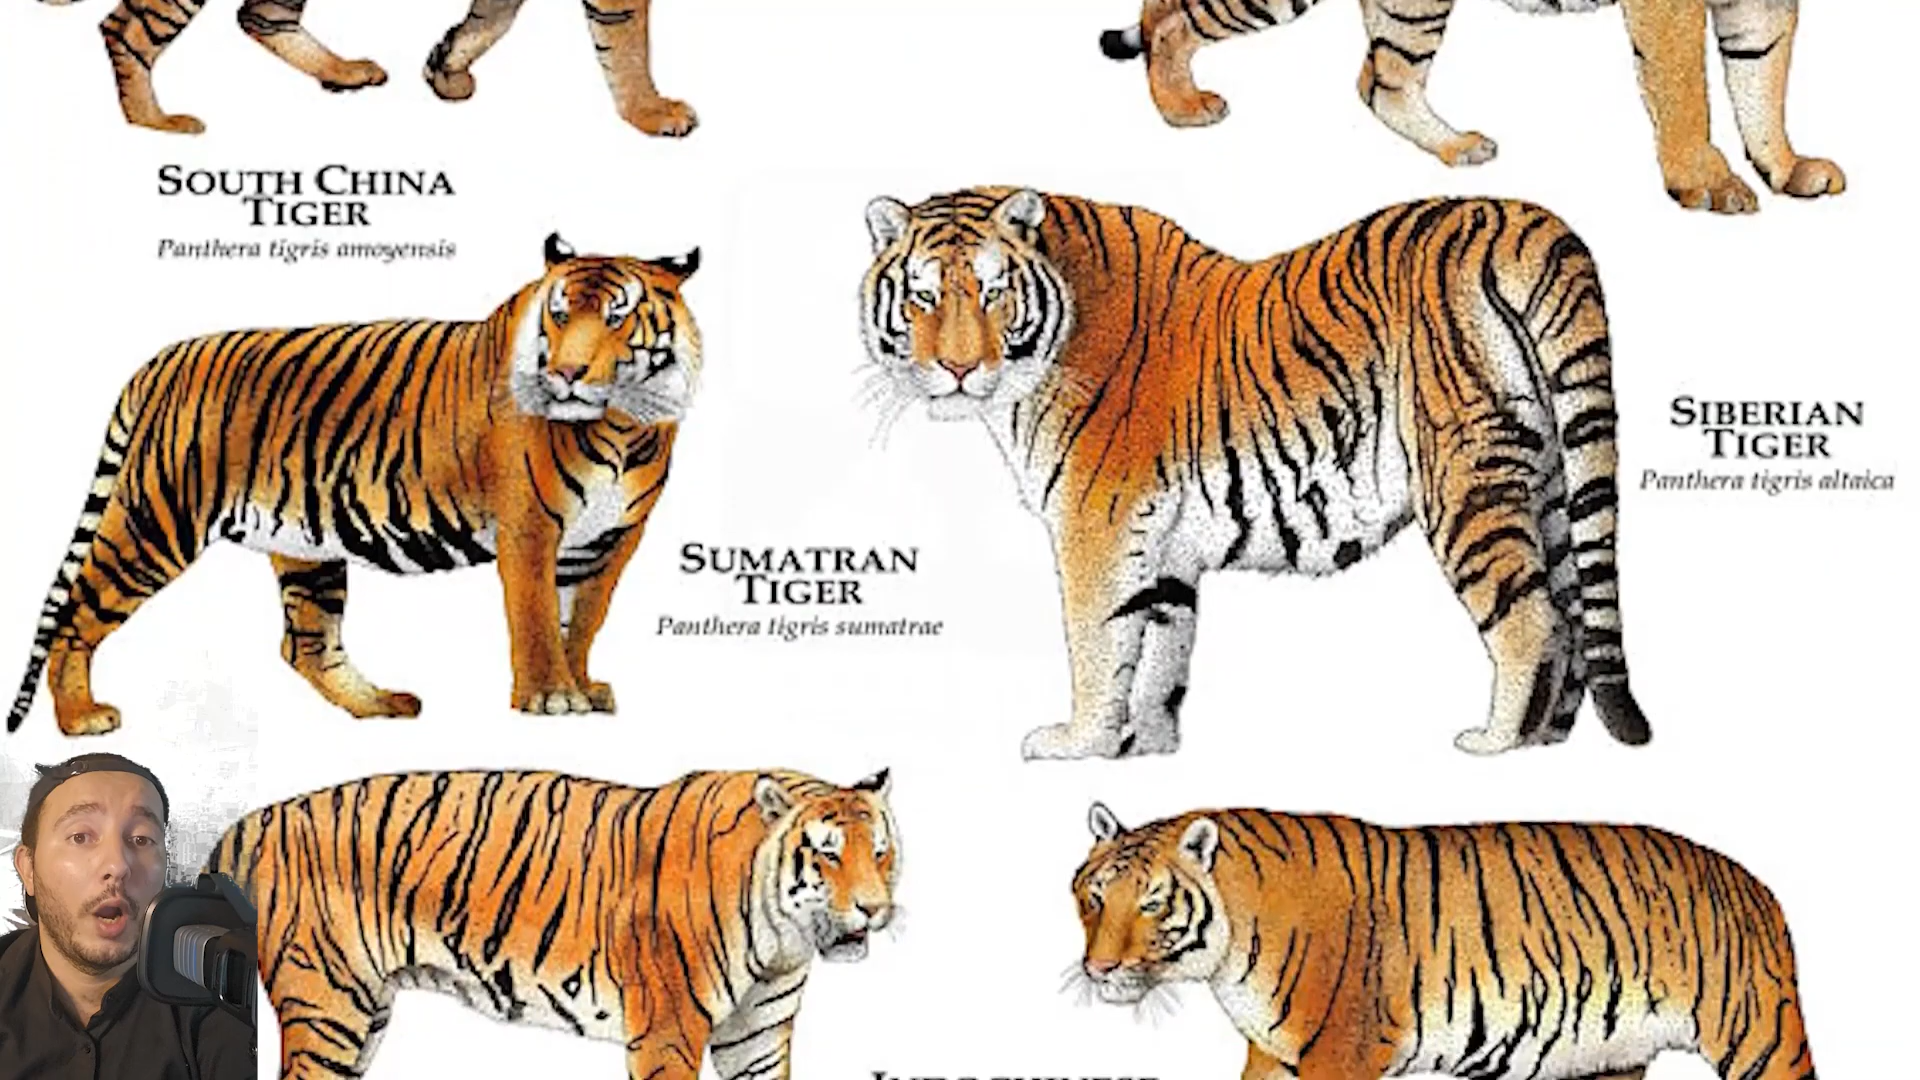 SOUTH CHINA
TIGER
Panthera tigris amoyensis
SUMATRAN
TIGER
Panthera tigris sumatrae
SIBERIAN
TIGER
Panthera tigris altaica